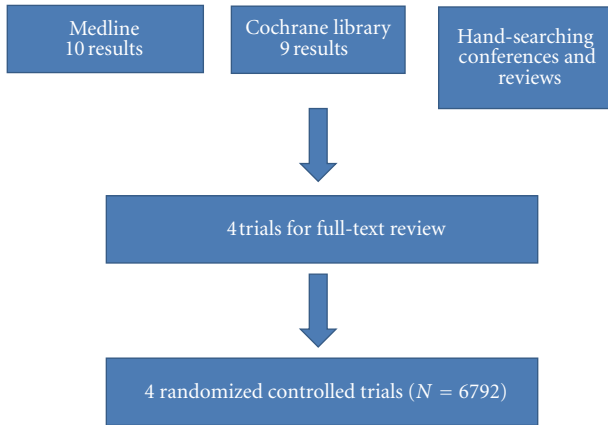 Medline
10 results
Cochrane library
9 results
Hand-searching
conferences and
reviews
4 trials for full-text review
4 randomized controlled trials (N = 6792)